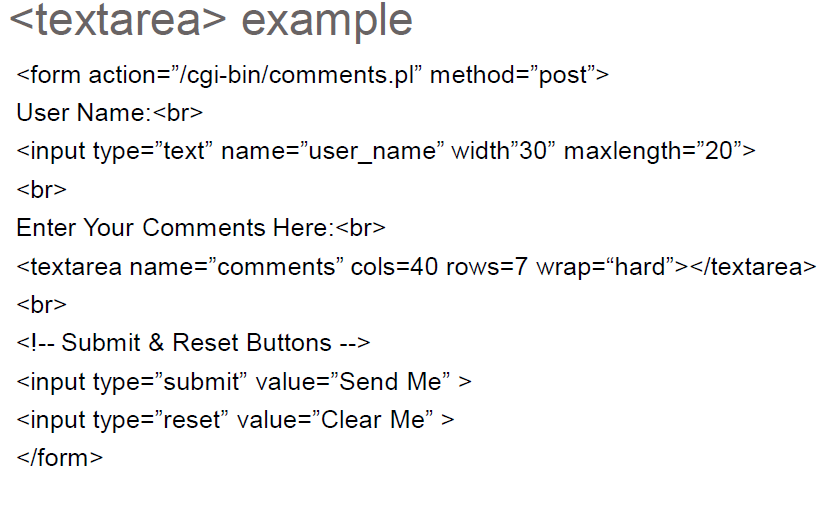 <textarea> example
<form action=”/cgi-bin/comments.pl” method=”post”>
User Name:<br>
<input type=”text” name=”user_name” width”30” maxlength=”20”>
<br>
Enter Your Comments Here:<br>
<textarea name=”comments” cols=40 rows=7 wrap=“hard”></textarea>
<br>
<!-- Submit & Reset Buttons -->
<input type=”submit” value=”Send Me” >
<input type=”reset” value=”Clear Me” >
</form>